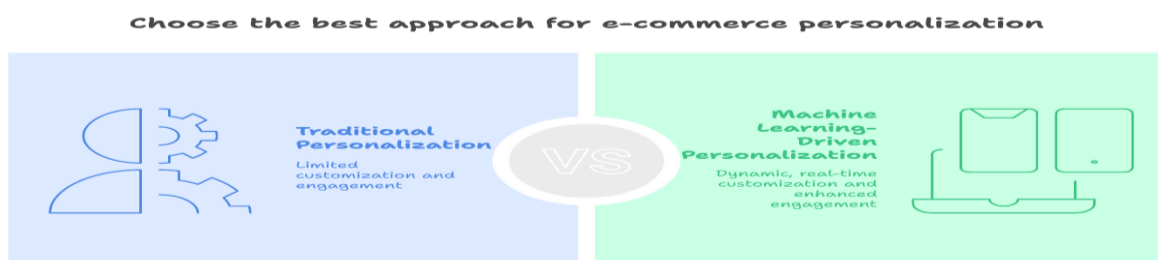 Choose the best approach for e-commerce personalization
Traditional
Personalization
Limited
customization and
engagement
VS
Machine
Learning-
Driven
Personalization
Dynamic, real-time
customization and
enhanced
engagement